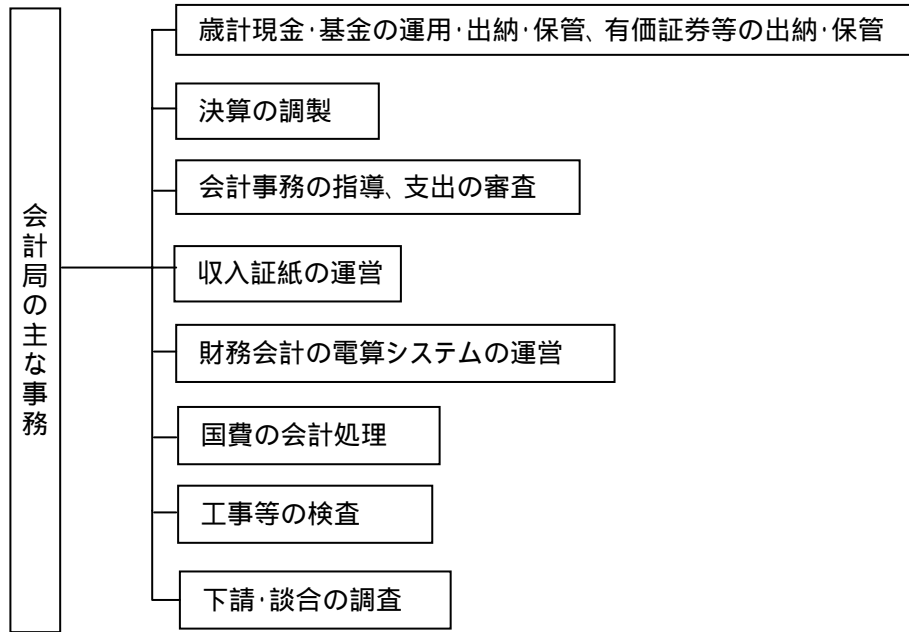 会計局の主な事務
歳計現金・基金の運用・出納・保管、有価証券等の出納・保管
決算の調製
会計事務の指導、支出の審査
収入証紙の運営
財務会計の電算システムの運営
国費の会計処理
工事等の検査
下請・談合の調査